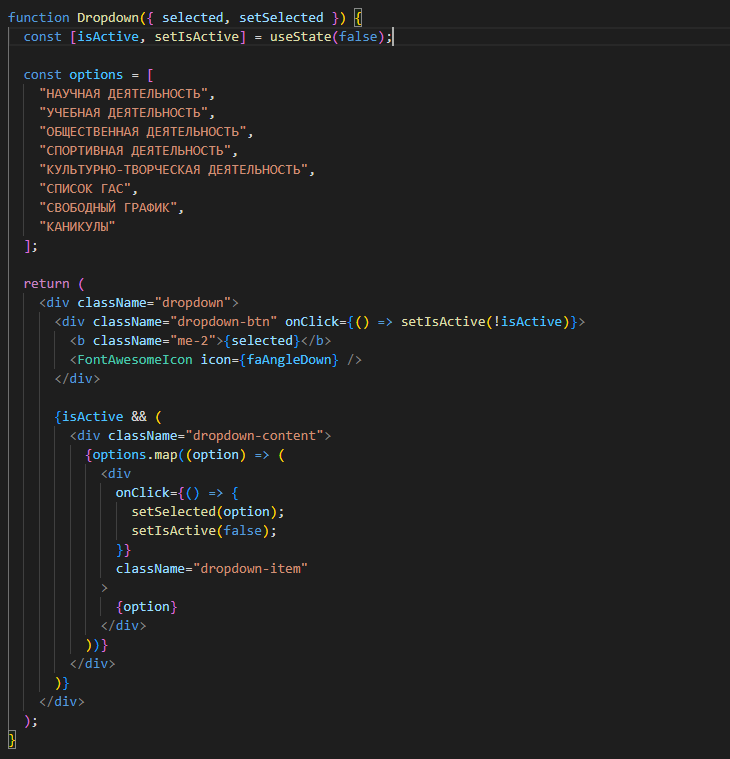 function Dropdown({ selected, setSelected }) {
  const [isActive, setIsActive] = useState(false);

  const options = [
    "НАУЧНАЯ ДЕЯТЕЛЬНОСТЬ",
    "УЧЕБНАЯ ДЕЯТЕЛЬНОСТЬ",
    "ОБЩЕСТВЕННАЯ ДЕЯТЕЛЬНОСТЬ",
    "СПОРТИВНАЯ ДЕЯТЕЛЬНОСТЬ",
    "КУЛЬТУРНО-ТВОРЧЕСКАЯ ДЕЯТЕЛЬНОСТЬ",
    "СПИСОК ГАС",
    "СВОБОДНЫЙ ГРАФИК",
    "КАНИКУЛЫ"
  ];

  return (
    <div className="dropdown">
      <div className="dropdown-btn" onClick={() => setIsActive(!isActive)}>
        <b className="me-2">{selected}</b>
        <FontAwesomeIcon icon={faAngleDown} />
      </div>

      {isActive && (
        <div className="dropdown-content">
          {options.map((option) => (
            <div
              onClick={() => {
                setSelected(option);
                setIsActive(false);
              }}
              className="dropdown-item"
            >
              {option}
            </div>
          ))}
        </div>
      )}
    </div>
  );
}